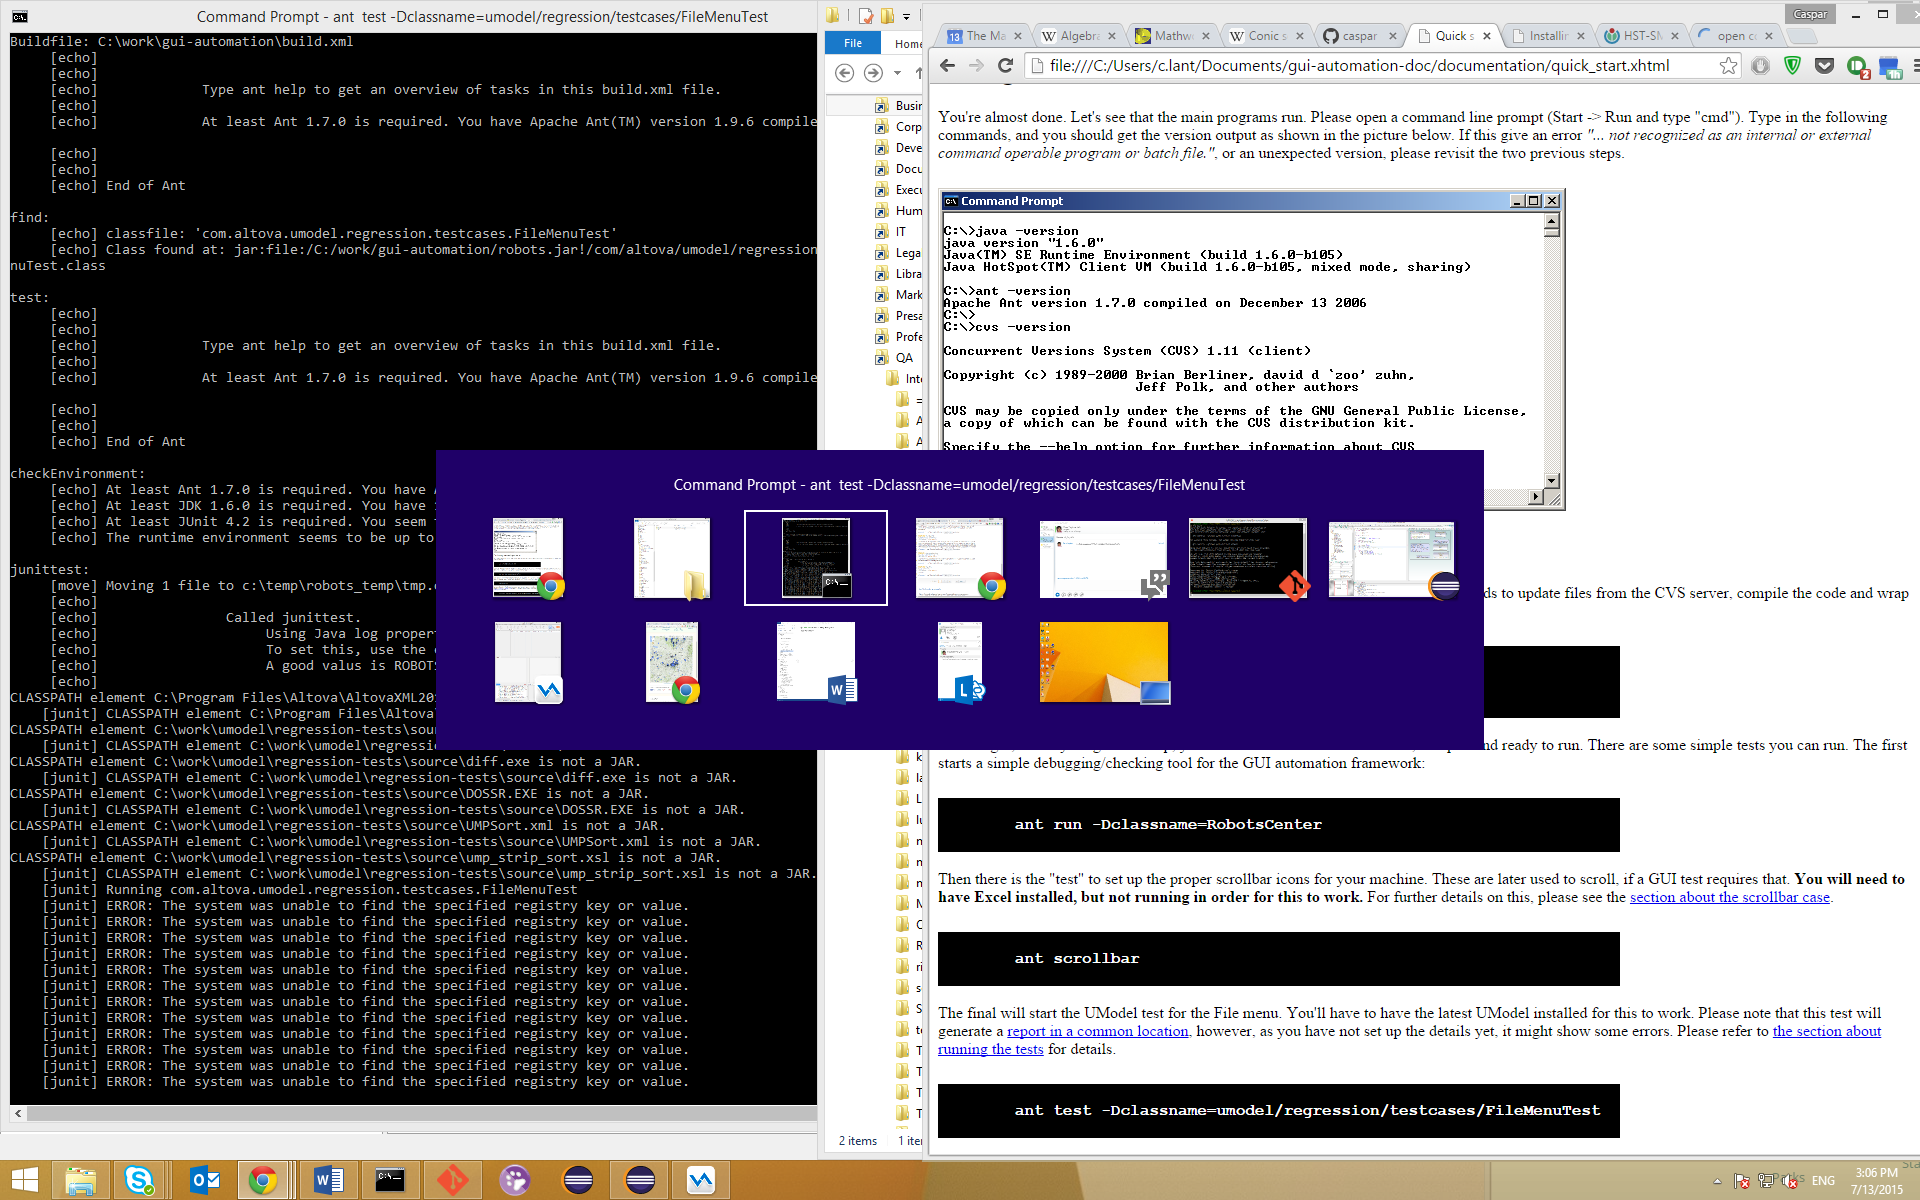 Command Prompt - ant  test -Dclassname=umodel/regression/testcases/FileMenuTest
Buildfile: C:\work\gui-automation\build.xml
[echo]
[echo]
[echo]             Type ant help to get an overview of tasks in this build.xml file.
[echo]
[echo]             At least Ant 1.7.0 is required. You have Apache Ant(TM) version 1.9.6 compile
[echo]
[echo]
[echo] End of Ant
find:
[echo] classfile: 'com.altova.umodel.regression.testcases.FileMenuTest'
[echo] Class found at: jar:file:/C:/work/gui-automation/robots.jar!/com/altova/umodel/regression
nuTest.class
test:
[echo]
[echo]
[echo]             Type ant help to get an overview of tasks in this build.xml file.
[echo]
[echo]             At least Ant 1.7.0 is required. You have Apache Ant(TM) version 1.9.6 compile
[echo]
[echo]
[echo] End of Ant
checkEnvironment:
[echo] At least Ant 1.7.0 is required. You have
[echo] At least JDK 1.6.0 is required. You have
[echo] At least JUnit 4.2 is required. You seem
[echo] The runtime environment seems to be up to
junittest:
[move] Moving 1 file to c:\temp\robots_temp\tmp.
[echo]
[echo]                Called junittest.
[echo]                     Using Java log propert
[echo]                     To set this, use the
[echo]                     A good valus is ROBOTS
[echo]
CLASSPATH element C:\Program Files\Altova\AltovaXML20
[junit] CLASSPATH element C:\Program Files\Altova
CLASSPATH element C:\work\umodel\regression-tests\sou
[junit] CLASSPATH element C:\work\umodel\regression-
CLASSPATH element C:\work\umodel\regression-tests\source\diff.exe is not a JAR.
[junit] CLASSPATH element C:\work\umodel\regression-tests\source\diff.exe is not a JAR.
CLASSPATH element C:\work\umodel\regression-tests\source\DOSSR.EXE is not a JAR.
[junit] CLASSPATH element C:\work\umodel\regression-tests\source\DOSSR.EXE is not a JAR.
CLASSPATH element C:\work\umodel\regression-tests\source\UMPSort.xml is not a JAR.
[junit] CLASSPATH element C:\work\umodel\regression-tests\source\UMPSort.xml is not a JAR.
CLASSPATH element C:\work\umodel\regression-tests\source\ump_strip_sort.xsl is not a JAR.
[junit] CLASSPATH element C:\work\umodel\regression-tests\source\ump_strip_sort.xsl is not a JAR.
[junit] Running com.altova.umodel.regression.testcases.FileMenuTest
[junit] ERROR: The system was unable to find the specified registry key or value.
[junit] ERROR: The system was unable to find the specified registry key or value.
[junit] ERROR: The system was unable to find the specified registry key or value.
[junit] ERROR: The system was unable to find the specified registry key or value.
[junit] ERROR: The system was unable to find the specified registry key or value.
[junit] ERROR: The system was unable to find the specified registry key or value.
[junit] ERROR: The system was unable to find the specified registry key or value.
[junit] ERROR: The system was unable to find the specified registry key or value.
[junit] ERROR: The system was unable to find the specified registry key or value.
[junit] ERROR: The system was unable to find the specified registry key or value.
[junit] ERROR: The system was unable to find the specified registry key or value.
[junit] ERROR: The system was unable to find the specified registry key or value.
File Home
Busin
Corp
Deve
Docu
Execu
Hum
IT
Lega
Libra
Mark
Presa
Profe
QA
Inte
2 items 1 iter
Caspar
The Ma
Algebra
Mathw
Conic s
caspar
Quick s
Installin
HST-SM
open c
file:///C:/Users/c.lant/Documents/gui-automation-doc/documentation/quick_start.xhtml
You're almost done. Let's see that the main programs run. Please open a command line prompt (Start -> Run and type "cmd"). Type in the following
commands, and you should get the version output as shown in the picture below. If this give an error "... not recognized as an internal or external
command operable program or batch file.", or an unexpected version, please revisit the two previous steps.
Command Prompt
C:\>java -version
java version "1.6.0"
Java(TM) SE Runtime Environment (build 1.6.0-b105)
Java HotSpot(TM) Client VM (build 1.6.0-b105, mixed mode, sharing)
C:\>ant -version
Apache Ant version 1.7.0 compiled on December 13 2006
C:\>
C:\>cvs -version
Concurrent Versions System (CVS) 1.11 (client)
Copyright (c) 1989-2000 Brian Berliner, david d `zoo' zuhn,
Jeff Polk, and other authors
CVS may be copied only under the terms of the GNU General Public License,
a copy of which can be found with the CVS distribution kit.
Specify the --help option for further information about CVS
Command Prompt - ant  test -Dclassname=umodel/regression/testcases/FileMenuTest
ds to update files from the CVS server, compile the code and wrap
nd ready to run. There are some simple tests you can run. The first
starts a simple debugging/checking tool for the GUI automation framework:
ant run -Dclassname=RobotsCenter
Then there is the "test" to set up the proper scrollbar icons for your machine. These are later used to scroll, if a GUI test requires that. You will need to
have Excel installed, but not running in order for this to work. For further details on this, please see the section about the scrollbar case.
ant scrollbar
The final will start the UModel test for the File menu. You'll have to have the latest UModel installed for this to work. Please note that this test will
generate a report in a common location, however, as you have not set up the details yet, it might show some errors. Please refer to the section about
running the tests for details.
ant test -Dclassname=umodel/regression/testcases/FileMenuTest
ENG
3:06 PM
7/13/2015